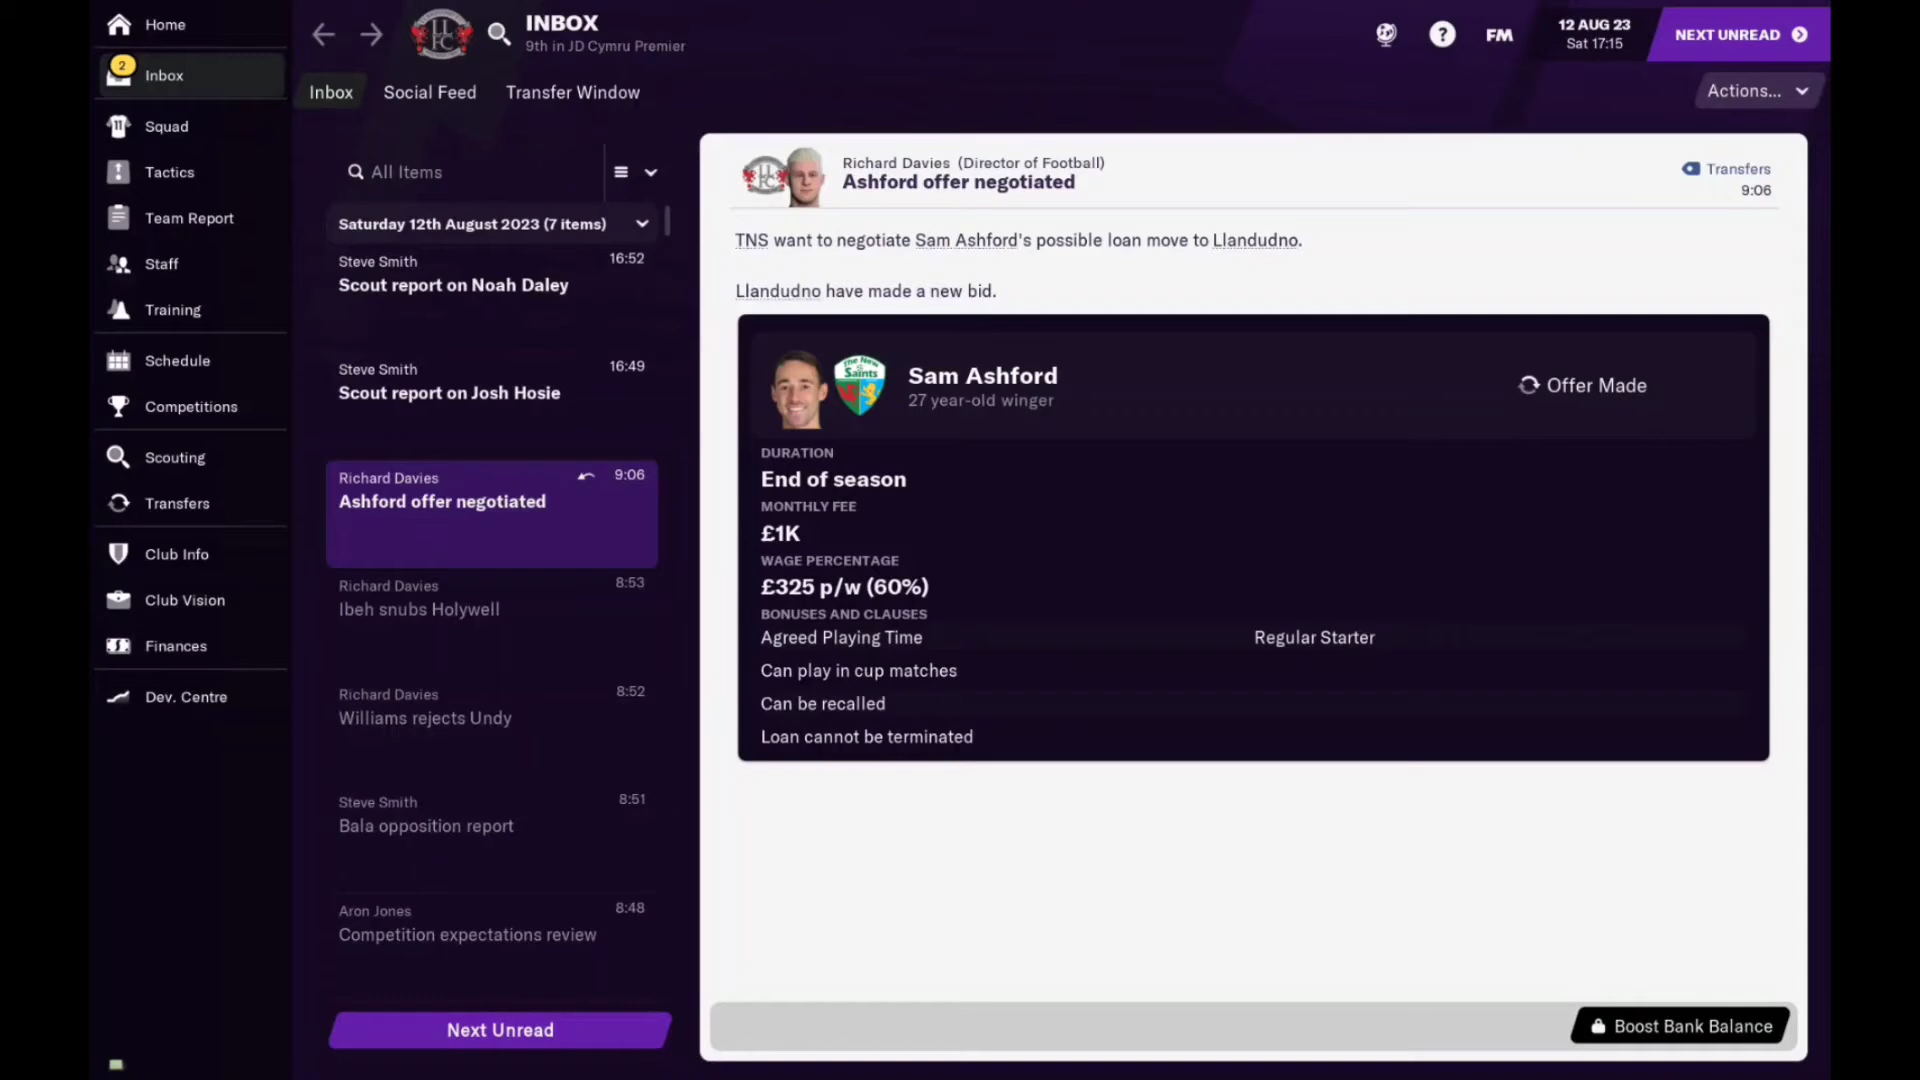 Home
2
Inbox
Squad
Tactics
Team Report
Staff
Training
Schedule
Competitions
Scouting
Transfers
Club Info
Club Vision
Finances
Dev. Centre
INBOX
9th in JD Cymru Premier
?
FM
12 AUG 23
Sat 17:15
NEXT UNREAD
Inbox
Social Feed
Transfer Window
Actions...
All Items
Saturday 12th August 2023 (7 items)
Steve Smith 16:52
Scout report on Noah Daley
Steve Smith 16:49
Scout report on Josh Hosie
Richard Davies 9:06
Ashford offer negotiated
Richard Davies 8:53
Ibeh snubs Holywell
Richard Davies 8:52
Williams rejects Undy
Steve Smith 8:51
Bala opposition report
Aron Jones 8:48
Competition expectations review
Next Unread
Richard Davies (Director of Football)
Ashford offer negotiated
Transfers
9:06
TNS want to negotiate Sam Ashford's possible loan move to Llandudno.
Llandudno have made a new bid.
The New
Saints
Sam Ashford
27 year-old winger
Offer Made
DURATION
End of season
MONTHLY FEE
£1K
WAGE PERCENTAGE
£325 p/w (60%)
BONUSES AND CLAUSES
Agreed Playing Time Regular Starter
Can play in cup matches
Can be recalled
Loan cannot be terminated
Boost Bank Balance